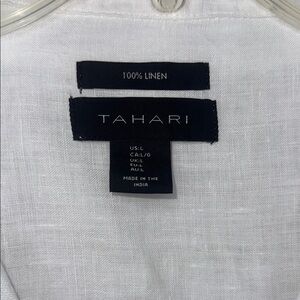 100% LINEN
TAHARI
US:L
CA:L/G
UK:L
EU:L
AU:L
MADE IN THE
INDIA